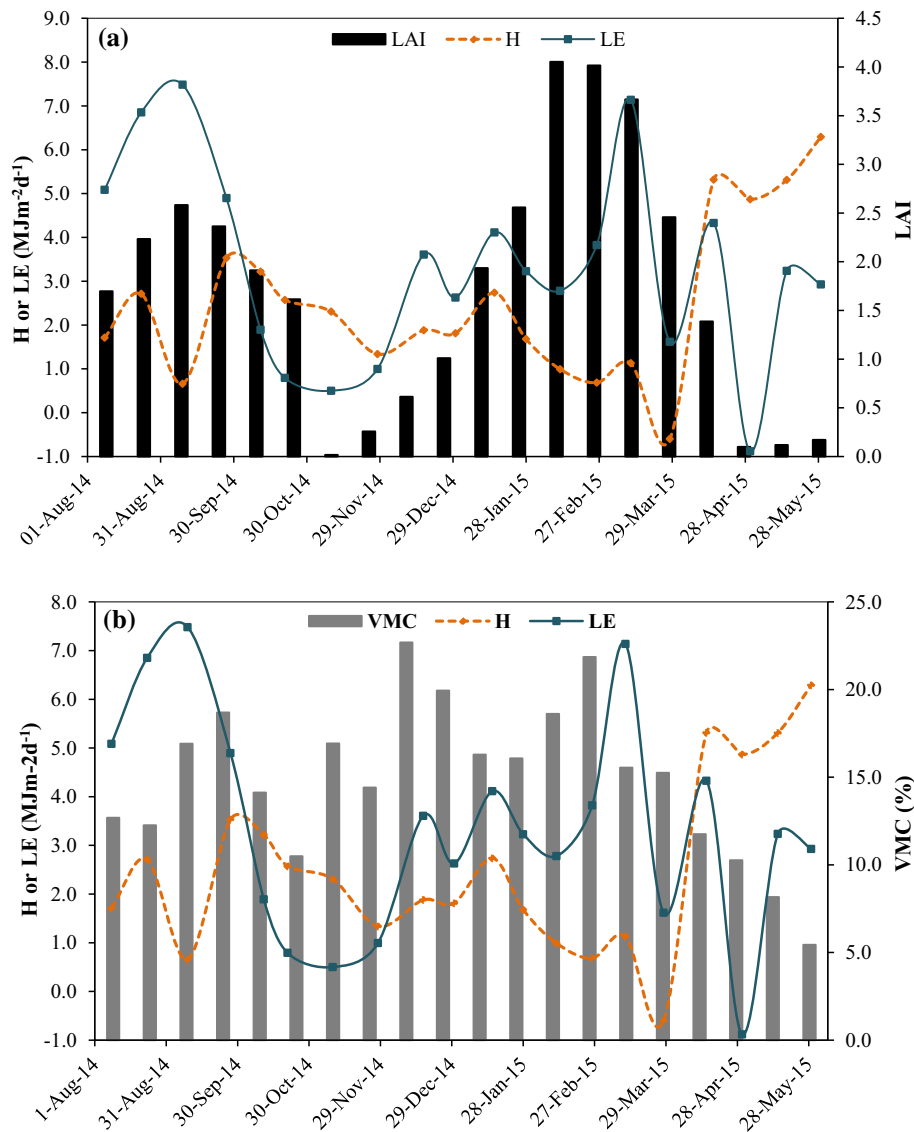 (a)
LAI H LE
9.0
8.0
7.0
6.0
5.0
4.0
3.0
2.0
1.0
0.0
-1.0
H or LE (MJm-2d-1)
4.5
4.0
3.5
3.0
2.5
2.0
1.5
1.0
0.5
0.0
LAI
01-Aug-14
31-Aug-14
30-Sep-14
30-Oct-14
29-Nov-14
29-Dec-14
28-Jan-15
27-Feb-15
29-Mar-15
28-Apr-15
28-May-15
(b)
VMC H LE
8.0
7.0
6.0
5.0
4.0
3.0
2.0
1.0
0.0
-1.0
H or LE (MJm-2d-1)
25.0
20.0
15.0
10.0
5.0
0.0
VMC (%)
1-Aug-14
31-Aug-14
30-Sep-14
30-Oct-14
29-Nov-14
29-Dec-14
28-Jan-15
27-Feb-15
29-Mar-15
28-Apr-15
28-May-15